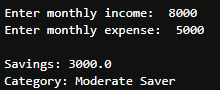 Enter monthly income:  8000
Enter monthly expense:  5000

Savings: 3000.0
Category: Moderate Saver